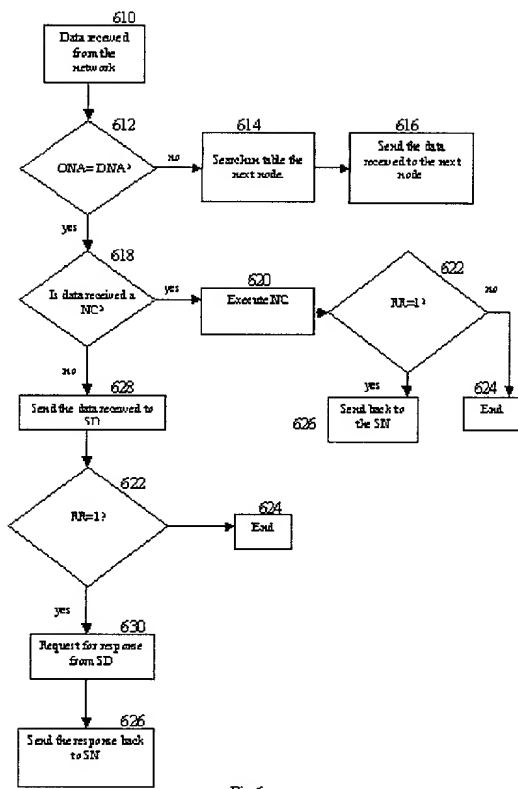 610
Data received
from the
network
612
ONA= DNA?
no
614
Search in table the
next node.
616
Send the data
received to the next
node
yes
618
Is data received a
NC?
yes
620
Execute NC
622
RR=1?
no
yes
626
Send back to
the SN
624
End
no
628
Send the data received to
SD
622
RR=1?
624
End
yes
630
Request for response
from SD
626
Send the response back
to SN